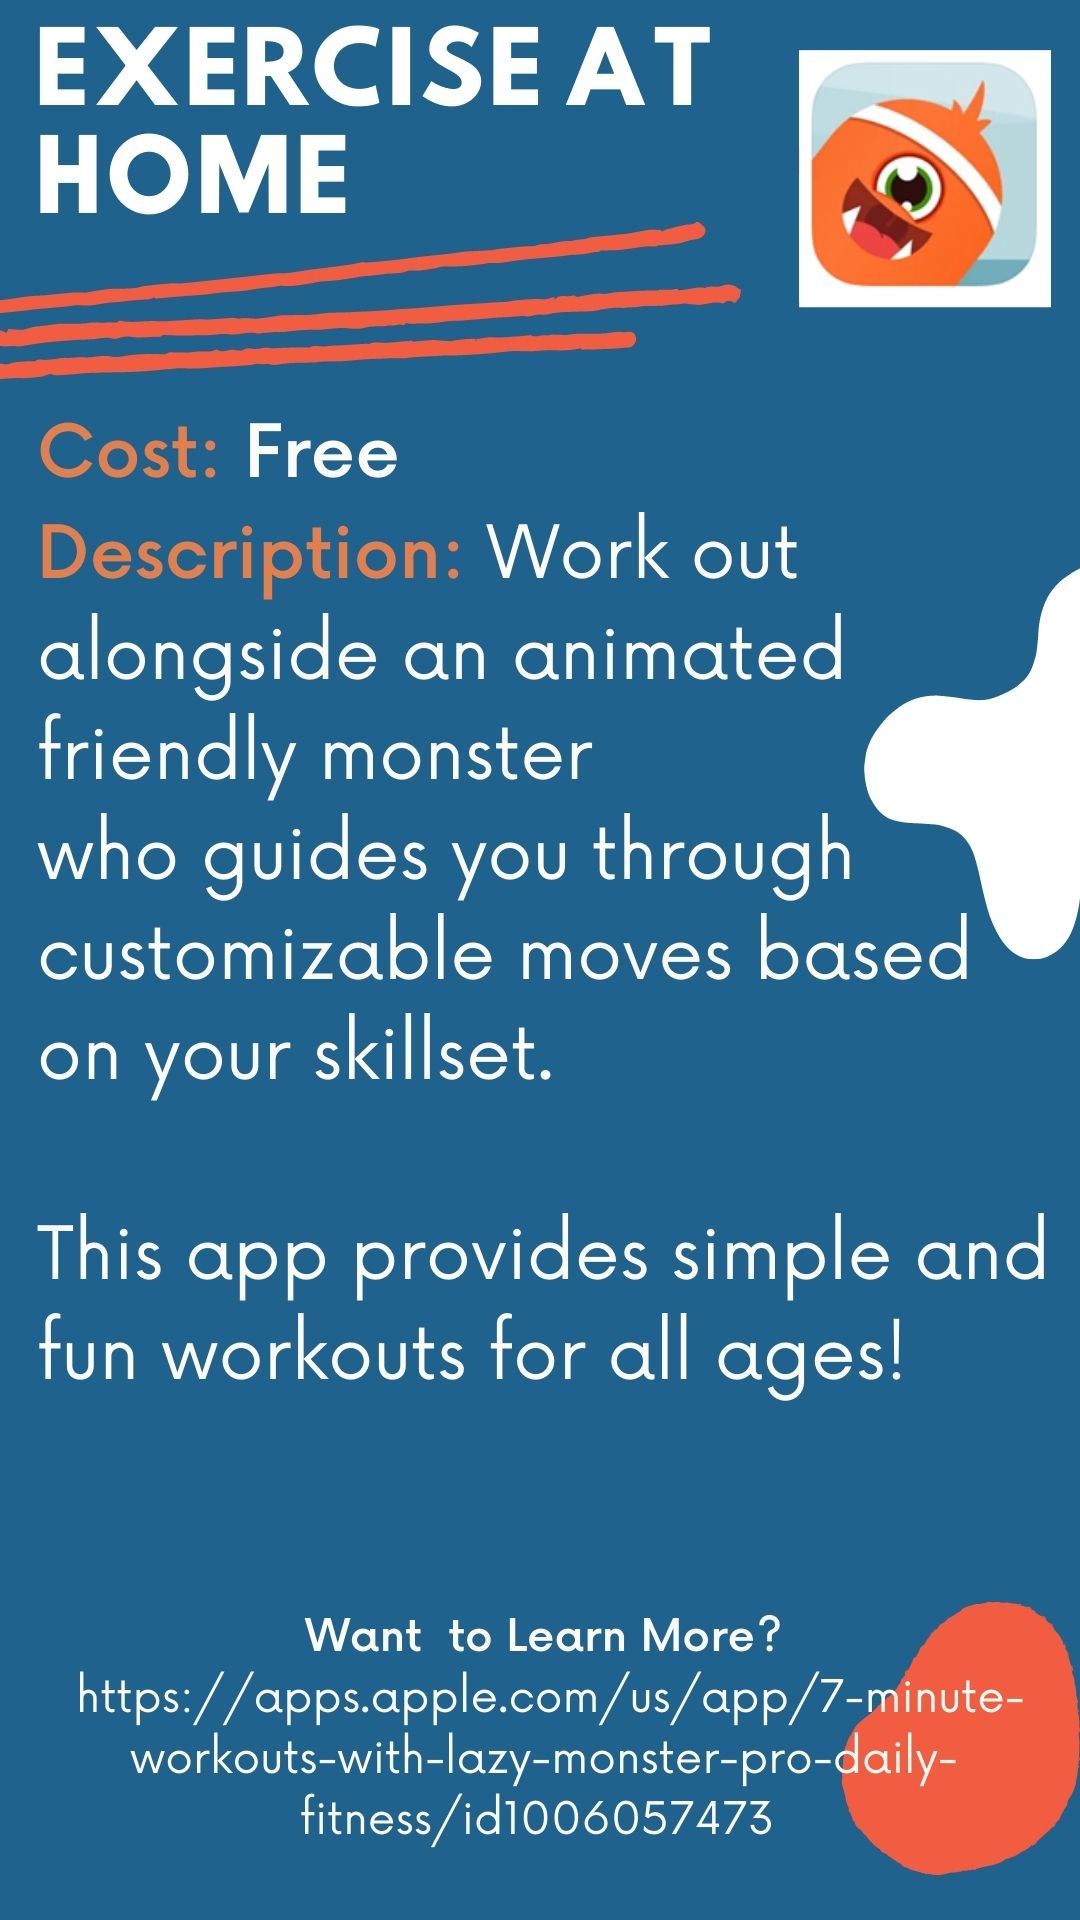 EXERCISE AT
HOME
Cost: Free
Description: Work out
alongside an animated
friendly monster
who guides you through
customizable moves based
on your skillset.
This app provides simple and
fun workouts for all ages!
Want  to Learn More?
https://apps.apple.com/us/app/7-minute-
workouts-with-lazy-monster-pro-daily-
fitness/id1006057473